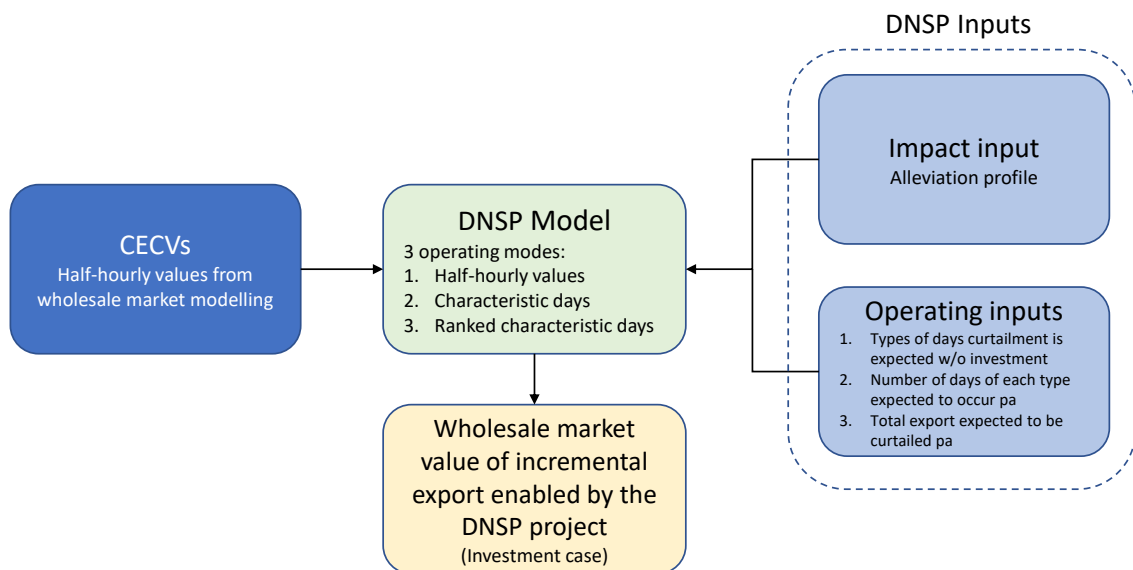 DNSP Inputs
CECVs
Half-hourly values from
wholesale market modelling
DNSP Model
3 operating modes:
1. Half-hourly values
2. Characteristic days
3. Ranked characteristic days
Impact input
Alleviation profile
Operating inputs
1. Types of days curtailment is
expected w/o investment
2. Number of days of each type
expected to occur pa
3. Total export expected to be
curtailed pa
Wholesale market
value of incremental
export enabled by the
DNSP project
(Investment case)